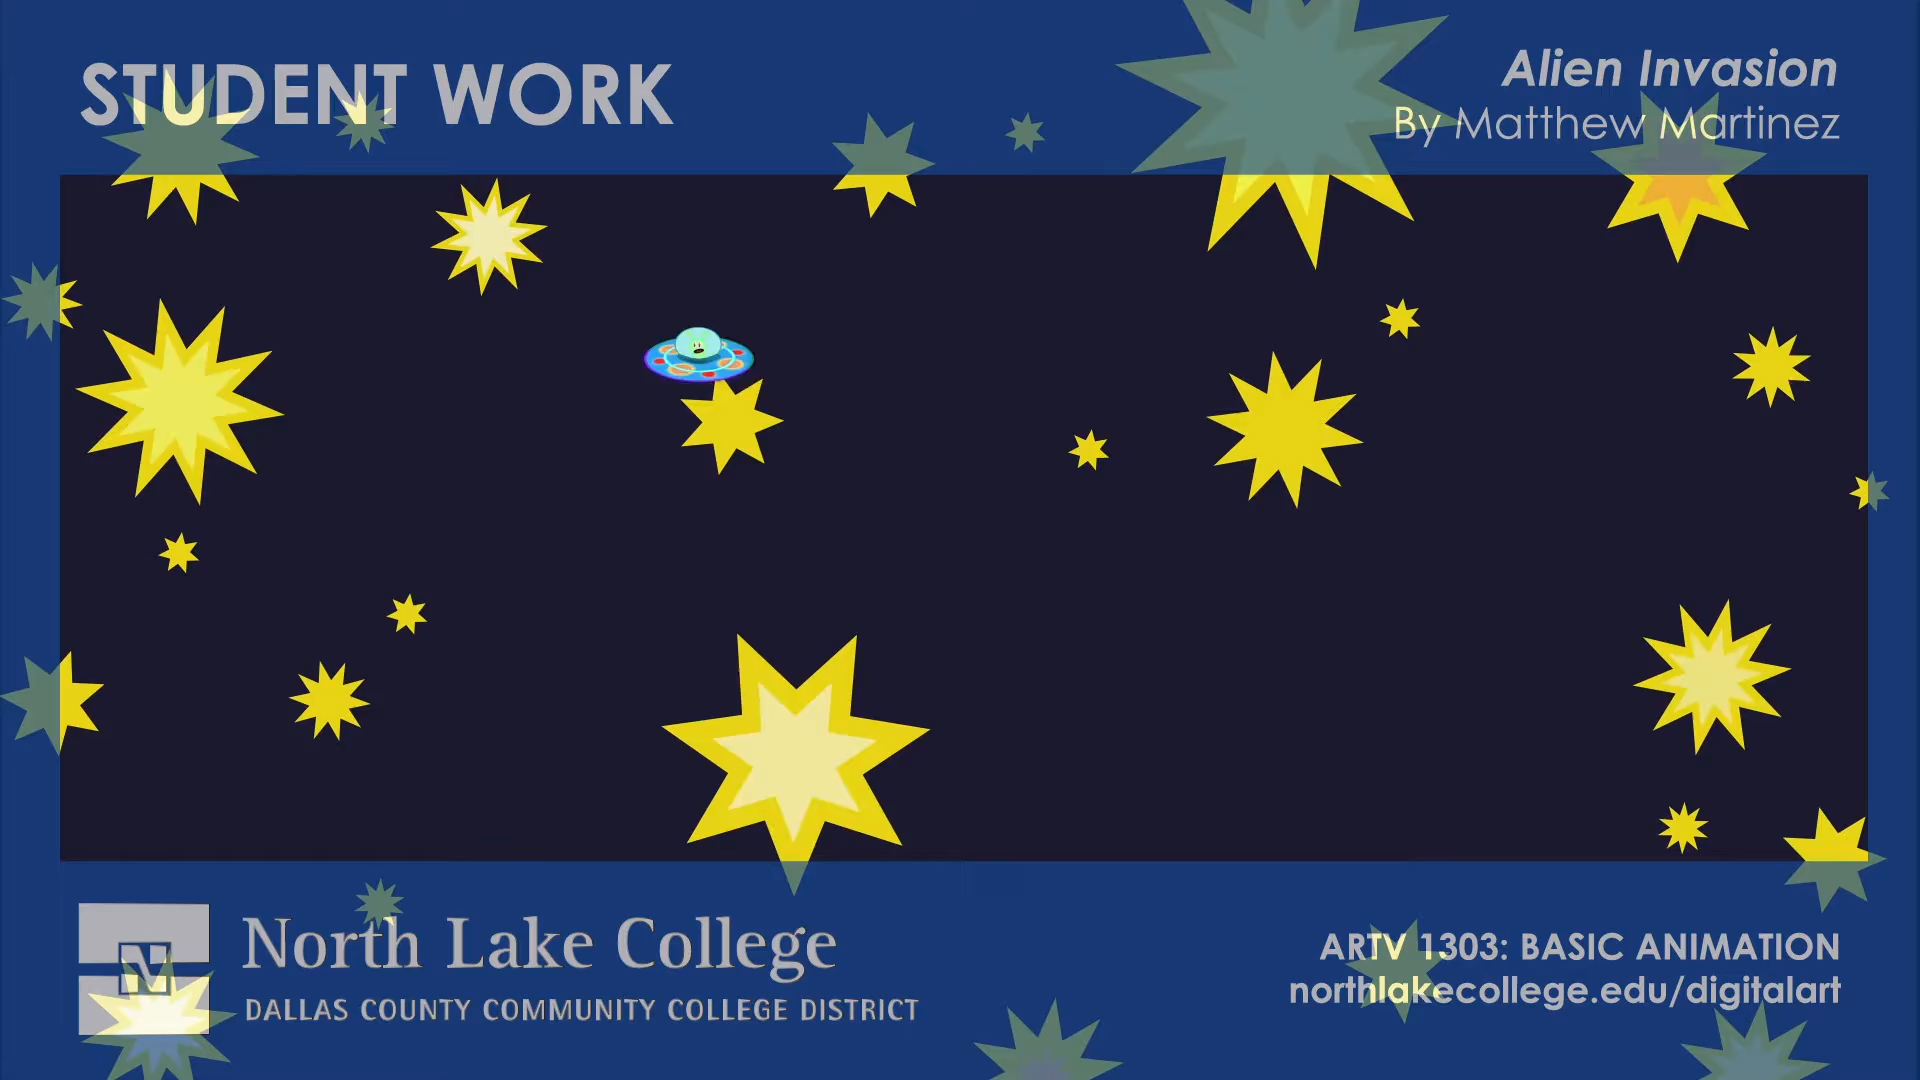 STUDENT WORK
Alien Invasion
By Matthew Martinez
N
North Lake College
DALLAS COUNTY COMMUNITY COLLEGE DISTRICT
ARTV 1303: BASIC ANIMATION
northlakecollege.edu/digitalart